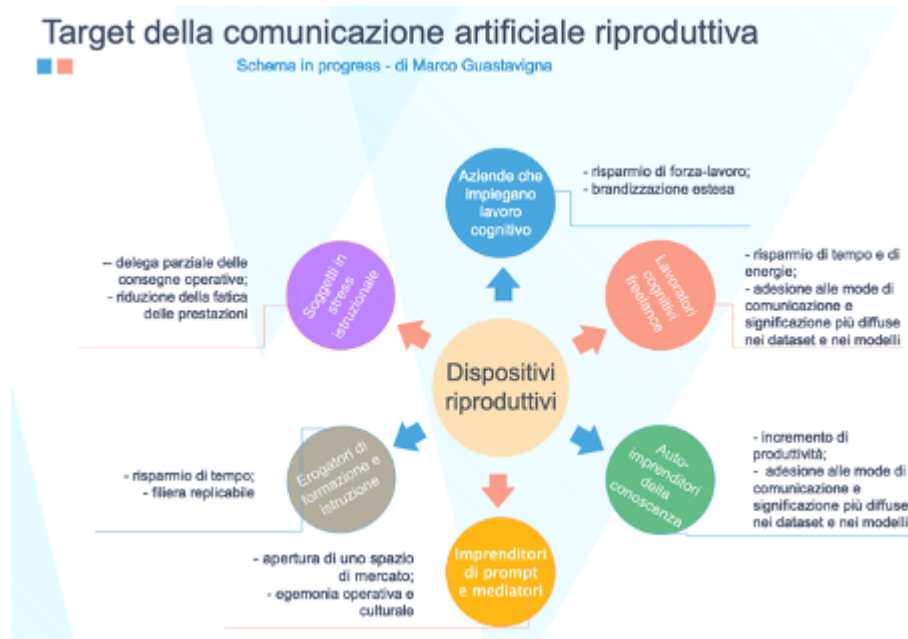 Target della comunicazione artificiale riproduttiva
Schema in progress - di Marco Guastavigna
Aziende che
impiegano
lavoro
cognitivo
- risparmio di forza-lavoro;
- brandizzazione estesa
Lavoratori
cognitivi
freelance
- risparmio di tempo e di
energie;
- adesione alle mode di
comunicazione e
significazione più diffuse
nei dataset e nei modelli
Auto-
imprenditori
della
conoscenza
- incremento di
produttività;
- adesione alle mode di
comunicazione e
significazione più diffuse
nei dataset e nei modelli
Imprenditori
di prompt
e mediatori
- apertura di uno spazio
di mercato;
- egemonia operativa e
culturale
Erogatori di
formazione e
istruzione
- risparmio di tempo;
- filiera replicabile
Soggetti in
stress
istruzionale
-- delega parziale delle
consegne operative;
- riduzione della fatica
delle prestazioni
Dispositivi
riproduttivi